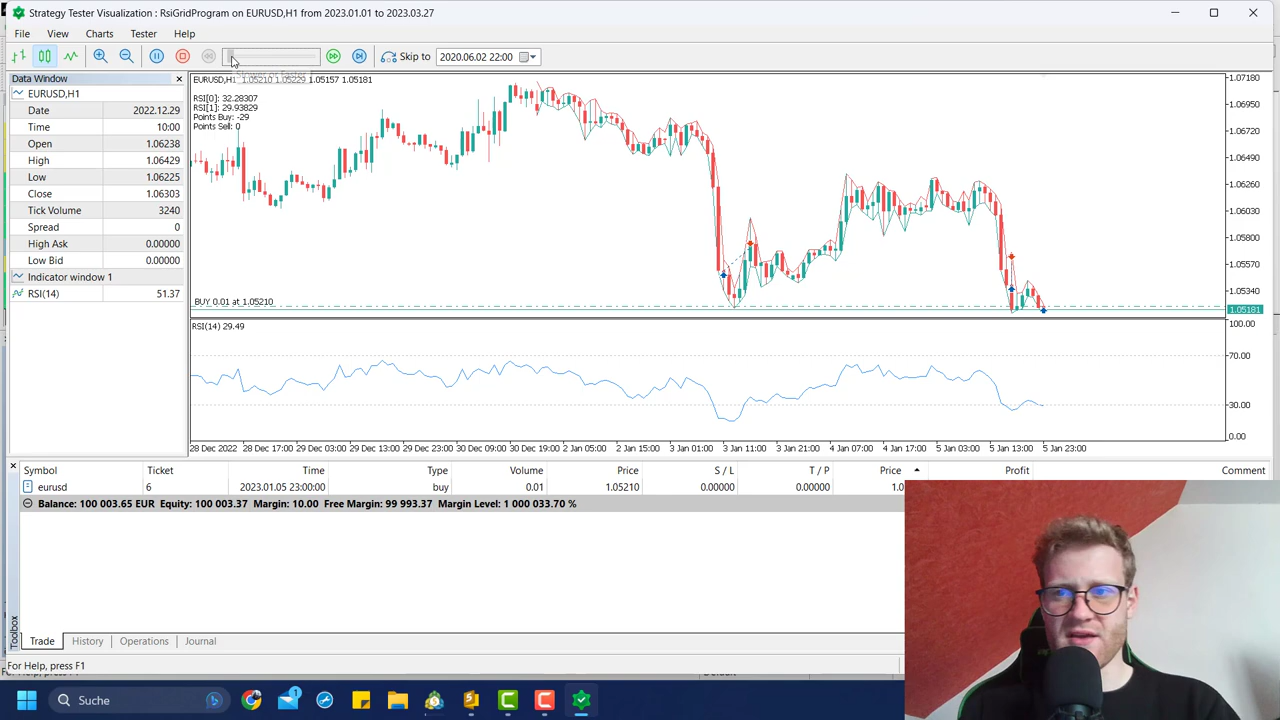 Strategy Tester Visualization : RsiGridProgram on EURUSD,H1 from 2023.01.01 to 2023.03.27
File View Charts Tester Help
Skip to 2020.06.02 22:00
Data Window
EURUSD,H1
Date 2022.12.29
Time 10:00
Open 1.06238
High 1.06429
Low 1.06225
Close 1.06303
Tick Volume 3240
Spread 0
High Ask 0.00000
Low Bid 0.00000
Indicator window 1
RSI(14) 51.37
EURUSD,H1 1.05210 1.05229 1.05157 1.05181
RSI[0]: 32.28307
RSI[1]: 29.93829
Points Buy: -29
Points Sell: 0
BUY 0.01 at 1.05210
1.07180
1.06950
1.06720
1.06490
1.06260
1.06030
1.05800
1.05570
1.05340
1.05181
RSI(14) 29.49
100.00
70.00
30.00
0.00
28 Dec 2022 28 Dec 17:00 29 Dec 03:00 29 Dec 13:00 29 Dec 23:00 30 Dec 09:00 30 Dec 19:00 2 Jan 05:00 2 Jan 15:00 3 Jan 01:00 3 Jan 11:00 3 Jan 21:00 4 Jan 07:00 4 Jan 17:00 5 Jan 03:00 5 Jan 13:00 5 Jan 23:00
Symbol Ticket Time Type Volume Price S / L T / P Price Profit Comment
eurusd 6 2023.01.05 23:00:00 buy 0.01 1.05210 0.00000 0.00000 1.0
Balance: 100 003.65 EUR Equity: 100 003.37 Margin: 10.00 Free Margin: 99 993.37 Margin Level: 1 000 033.70 %
Toolbox
Trade History Operations Journal
For Help, press F1
Suche
1
5